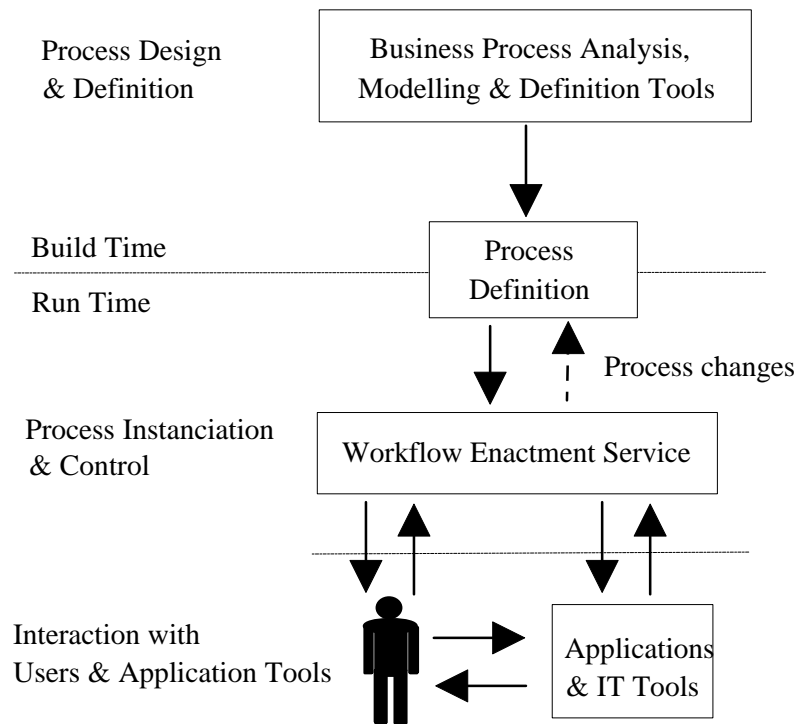 Process Design
& Definition
Business Process Analysis,
Modelling & Definition Tools
Build Time
Process
Definition
Run Time
Process changes
Process Instanciation
& Control
Workflow Enactment Service
Interaction with
Users & Application Tools
Applications
& IT Tools